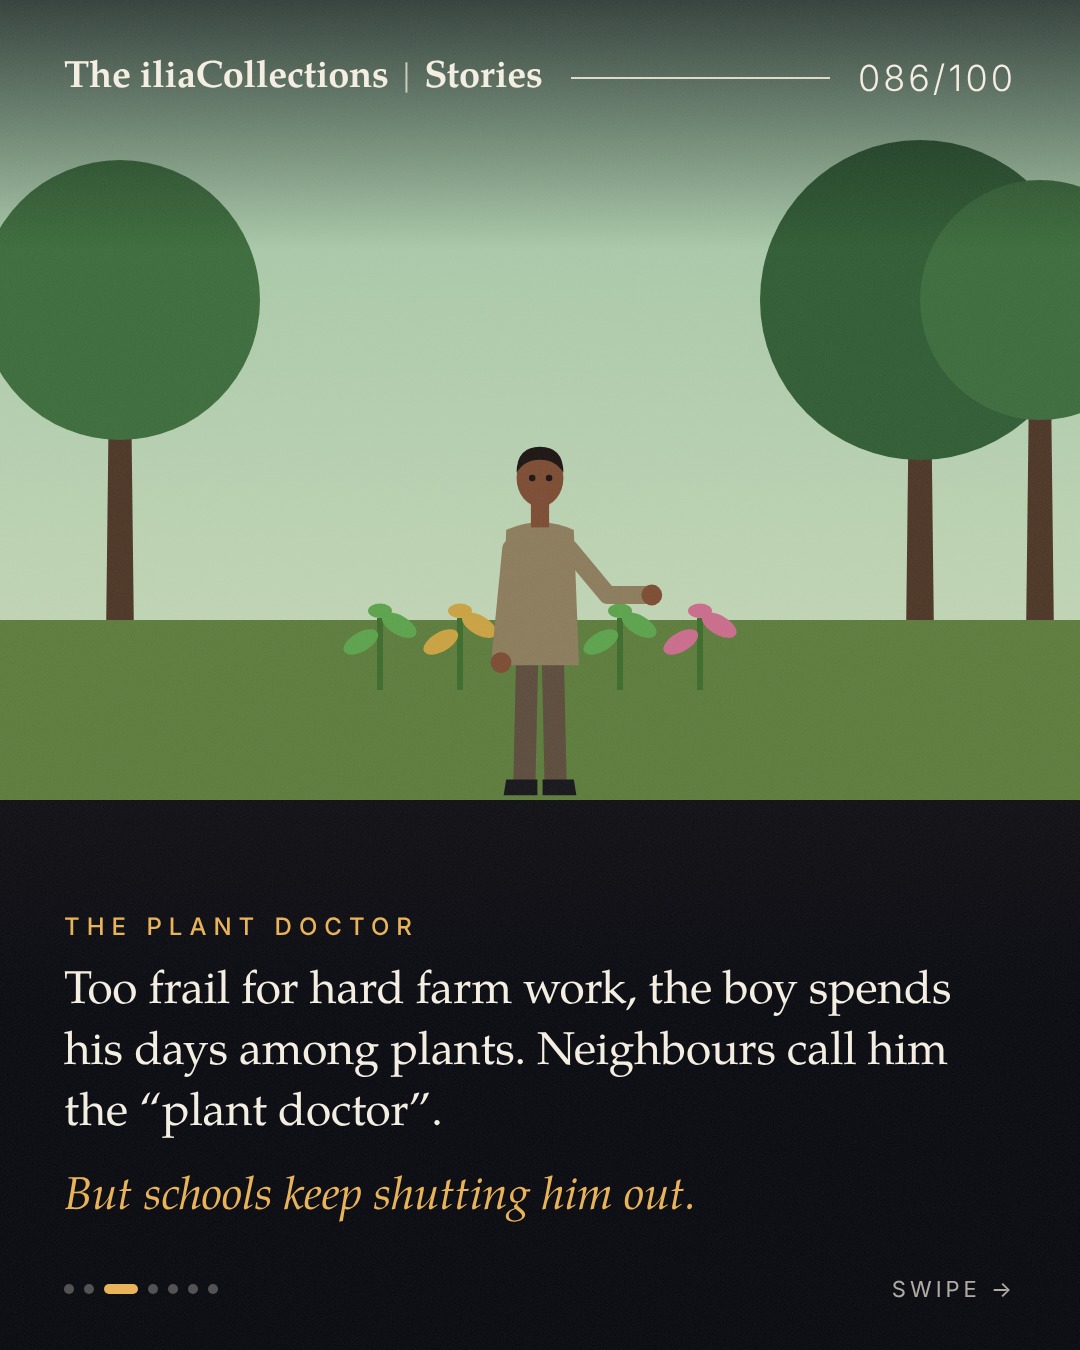 The iliaCollections | Stories
086/100
THE PLANT DOCTOR
Too frail for hard farm work, the boy spends
his days among plants. Neighbours call him
the “plant doctor”.
But schools keep shutting him out.
SWIPE →